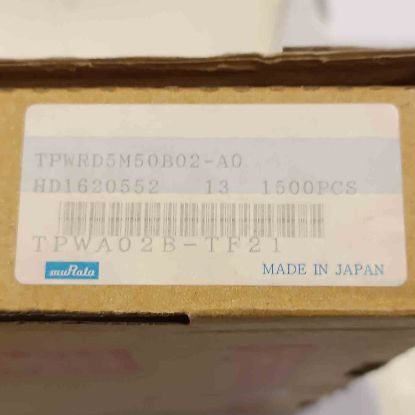 TPWRD5M50B02-A0
HD1620552 13 1500PCS
TPWA02B-TF21
muRata MADE IN JAPAN